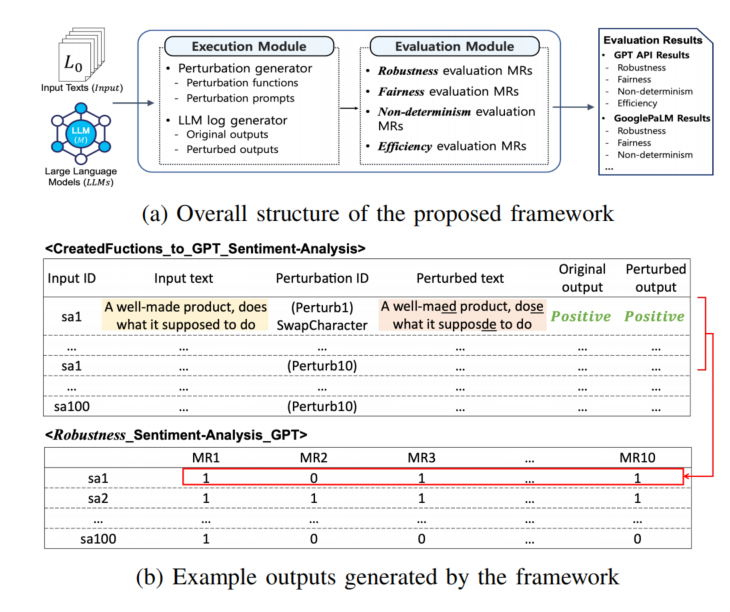 L0
Input Texts (Input)
LLM
(M)
Large Language
Models (LLMs)
Execution Module
• Perturbation generator
− Perturbation functions
− Perturbation prompts
• LLM log generator
− Original outputs
− Perturbed outputs
Evaluation Module
• Robustness evaluation MRs
• Fairness evaluation MRs
• Non-determinism evaluation
MRs
• Efficiency evaluation MRs
Evaluation Results
• GPT API Results
- Robustness
- Fairness
- Non-determinism
- Efficiency
• GooglePaLM Results
- Robustness
- Fairness
- Non-determinism
...
(a) Overall structure of the proposed framework
<CreatedFuctions_to_GPT_Sentiment-Analysis>
Input ID Input text Perturbation ID Perturbed text Original output Perturbed output
sa1 A well-made product, does what it supposed to do (Perturb1) SwapCharacter A well-maed product, dose what it supposde to do Positive Positive
... ... ... ... ... ...
sa1 ... (Perturb10) ... ... ...
... ... ... ... ... ...
sa100 ... (Perturb10) ... ... ...
<Robustness_Sentiment-Analysis_GPT>
MR1 MR2 MR3 ... MR10
sa1 1 0 1 ... 1
sa2 1 1 1 ... 1
... ... ... ... ... ...
sa100 1 0 0 ... 0
(b) Example outputs generated by the framework